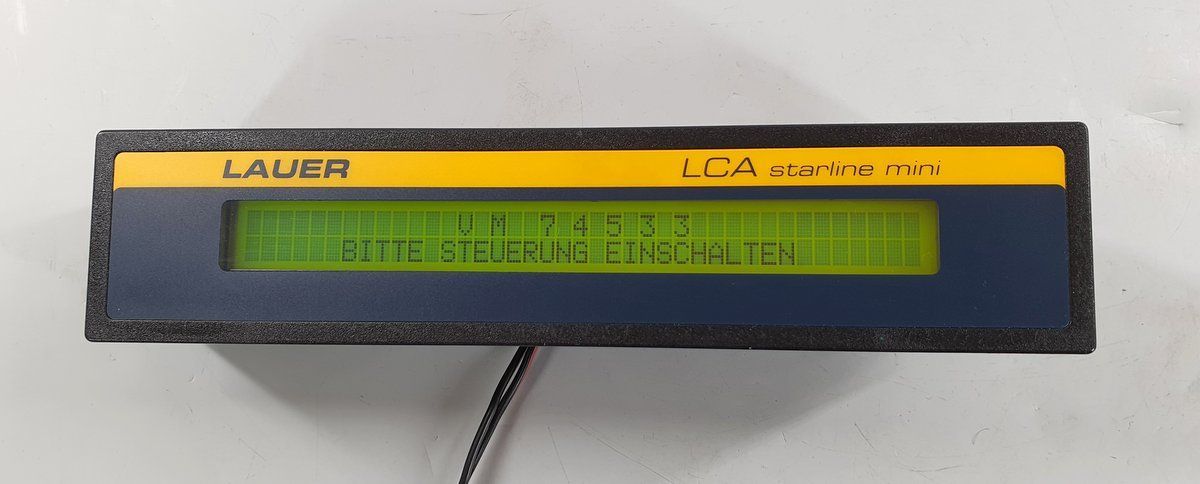 LAUER
LCA starline mini
V M 7 4 5 3 3
BITTE STEUERUNG EINSCHALTEN